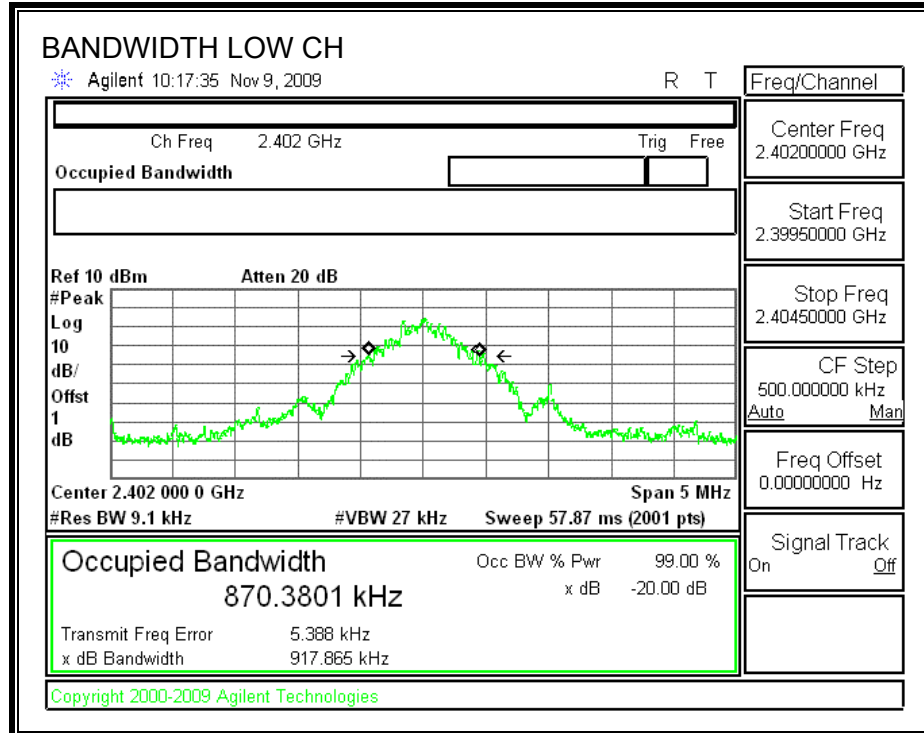 BANDWIDTH LOW CH
Agilent 10:17:35 Nov 9, 2009 R T
Ch Freq 2.402 GHz Trig Free
Occupied Bandwidth
Ref 10 dBm Atten 20 dB
#Peak
Log
10
dB/
Offst
1
dB
Center 2.402 000 0 GHz Span 5 MHz
#Res BW 9.1 kHz #VBW 27 kHz Sweep 57.87 ms (2001 pts)
Occupied Bandwidth Occ BW % Pwr 99.00 %
870.3801 kHz x dB -20.00 dB
Transmit Freq Error 5.388 kHz
x dB Bandwidth 917.865 kHz
Copyright 2000-2009 Agilent Technologies
Freq/Channel
Center Freq
2.40200000 GHz
Start Freq
2.39950000 GHz
Stop Freq
2.40450000 GHz
CF Step
500.000000 kHz
Auto Man
Freq Offset
0.00000000 Hz
Signal Track
On Off